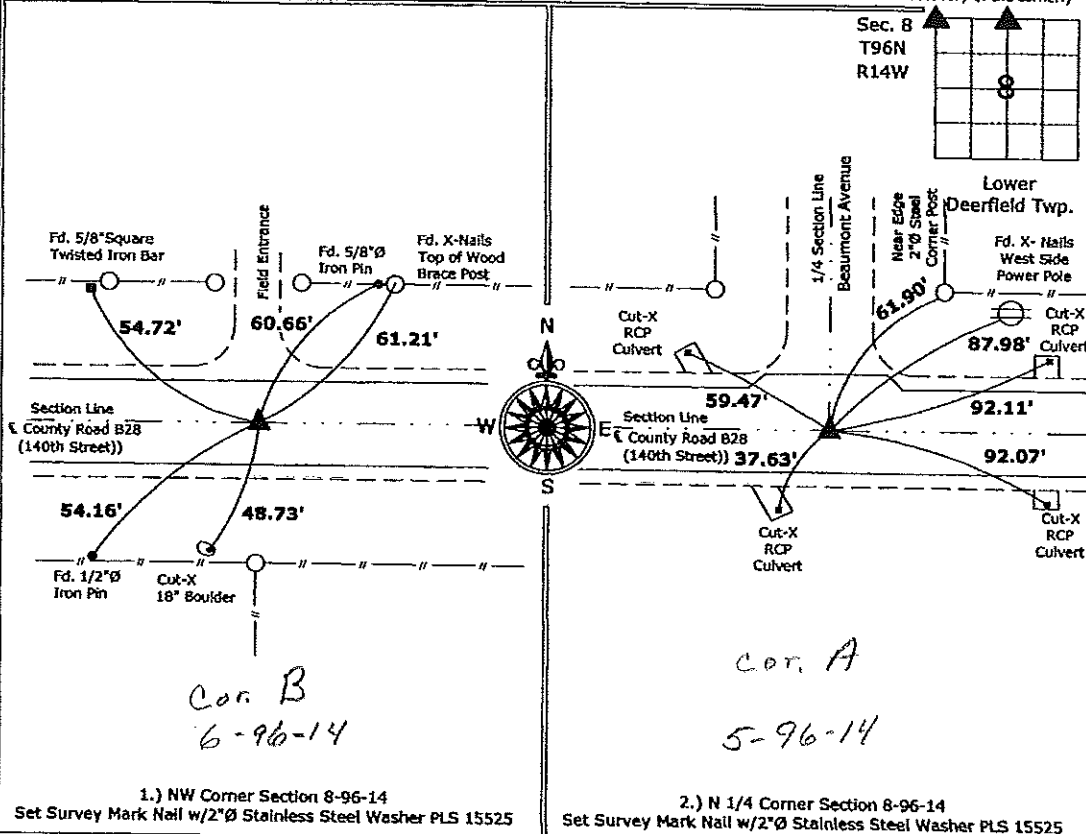 Sec. 8
T96N
R14W
Lower
Deerfield Twp.
Fd. 5/8"Square
Twisted Iron Bar
Field Entrance
Fd. 5/8"Ø
Iron Pin
Fd. X-Nails
Top of Wood
Brace Post
54.72'
60.66'
61.21'
Section Line
℄ County Road B28
(140th Street))
54.16'
48.73'
Fd. 1/2"Ø
Iron Pin
Cut-X
18" Boulder
Cor. B
6-96-14
1.) NW Corner Section 8-96-14
Set Survey Mark Nail w/2"Ø Stainless Steel Washer PLS 15525
N
W
E
S
1/4 Section Line
Beaumont Avenue
Near Edge
2"Ø Steel
Corner Post
Fd. X- Nails
West Side
Power Pole
Cut-X
RCP
Culvert
61.90'
87.98'
Cut-X
RCP
Culvert
59.47'
92.11'
Section Line
℄ County Road B28
(140th Street))
37.63'
92.07'
Cut-X
RCP
Culvert
Cut-X
RCP
Culvert
Cor. A
5-96-14
2.) N 1/4 Corner Section 8-96-14
Set Survey Mark Nail w/2"Ø Stainless Steel Washer PLS 15525